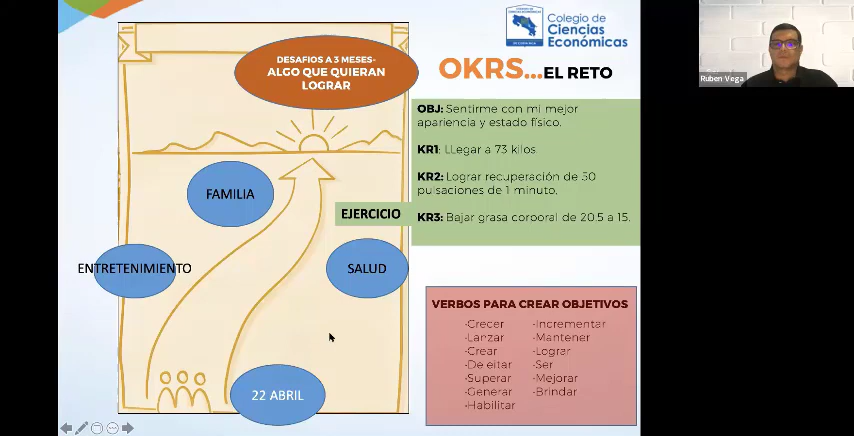 DESAFIOS A 3 MESES-
ALGO QUE QUIERAN
LOGRAR
Colegio de
Ciencias
Económicas
OKRS...EL RETO
OBJ: Sentirme con mi mejor
apariencia y estado físico.
KR1: LLegar a 73 kilos.
KR2: Lograr recuperación de 50
pulsaciones de 1 minuto.
KR3: Bajar grasa corporal de 20.5 a 15.
FAMILIA
EJERCICIO
ENTRETENIMIENTO
SALUD
22 ABRIL
VERBOS PARA CREAR OBJETIVOS
-Crecer
-Lanzar
-Crear
-De eitar
-Superar
-Generar
-Habilitar
-Incrementar
-Mantener
-Lograr
-Ser
-Mejorar
-Brindar
Ruben Vega